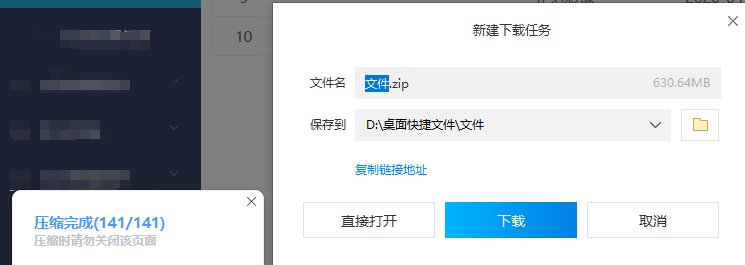 10
新建下载任务
文件名
文件.zip
630.64MB
保存到
D:\桌面快捷文件\文件
复制链接地址
直接打开
下载
取消
压缩完成(141/141)
压缩时请勿关闭该页面